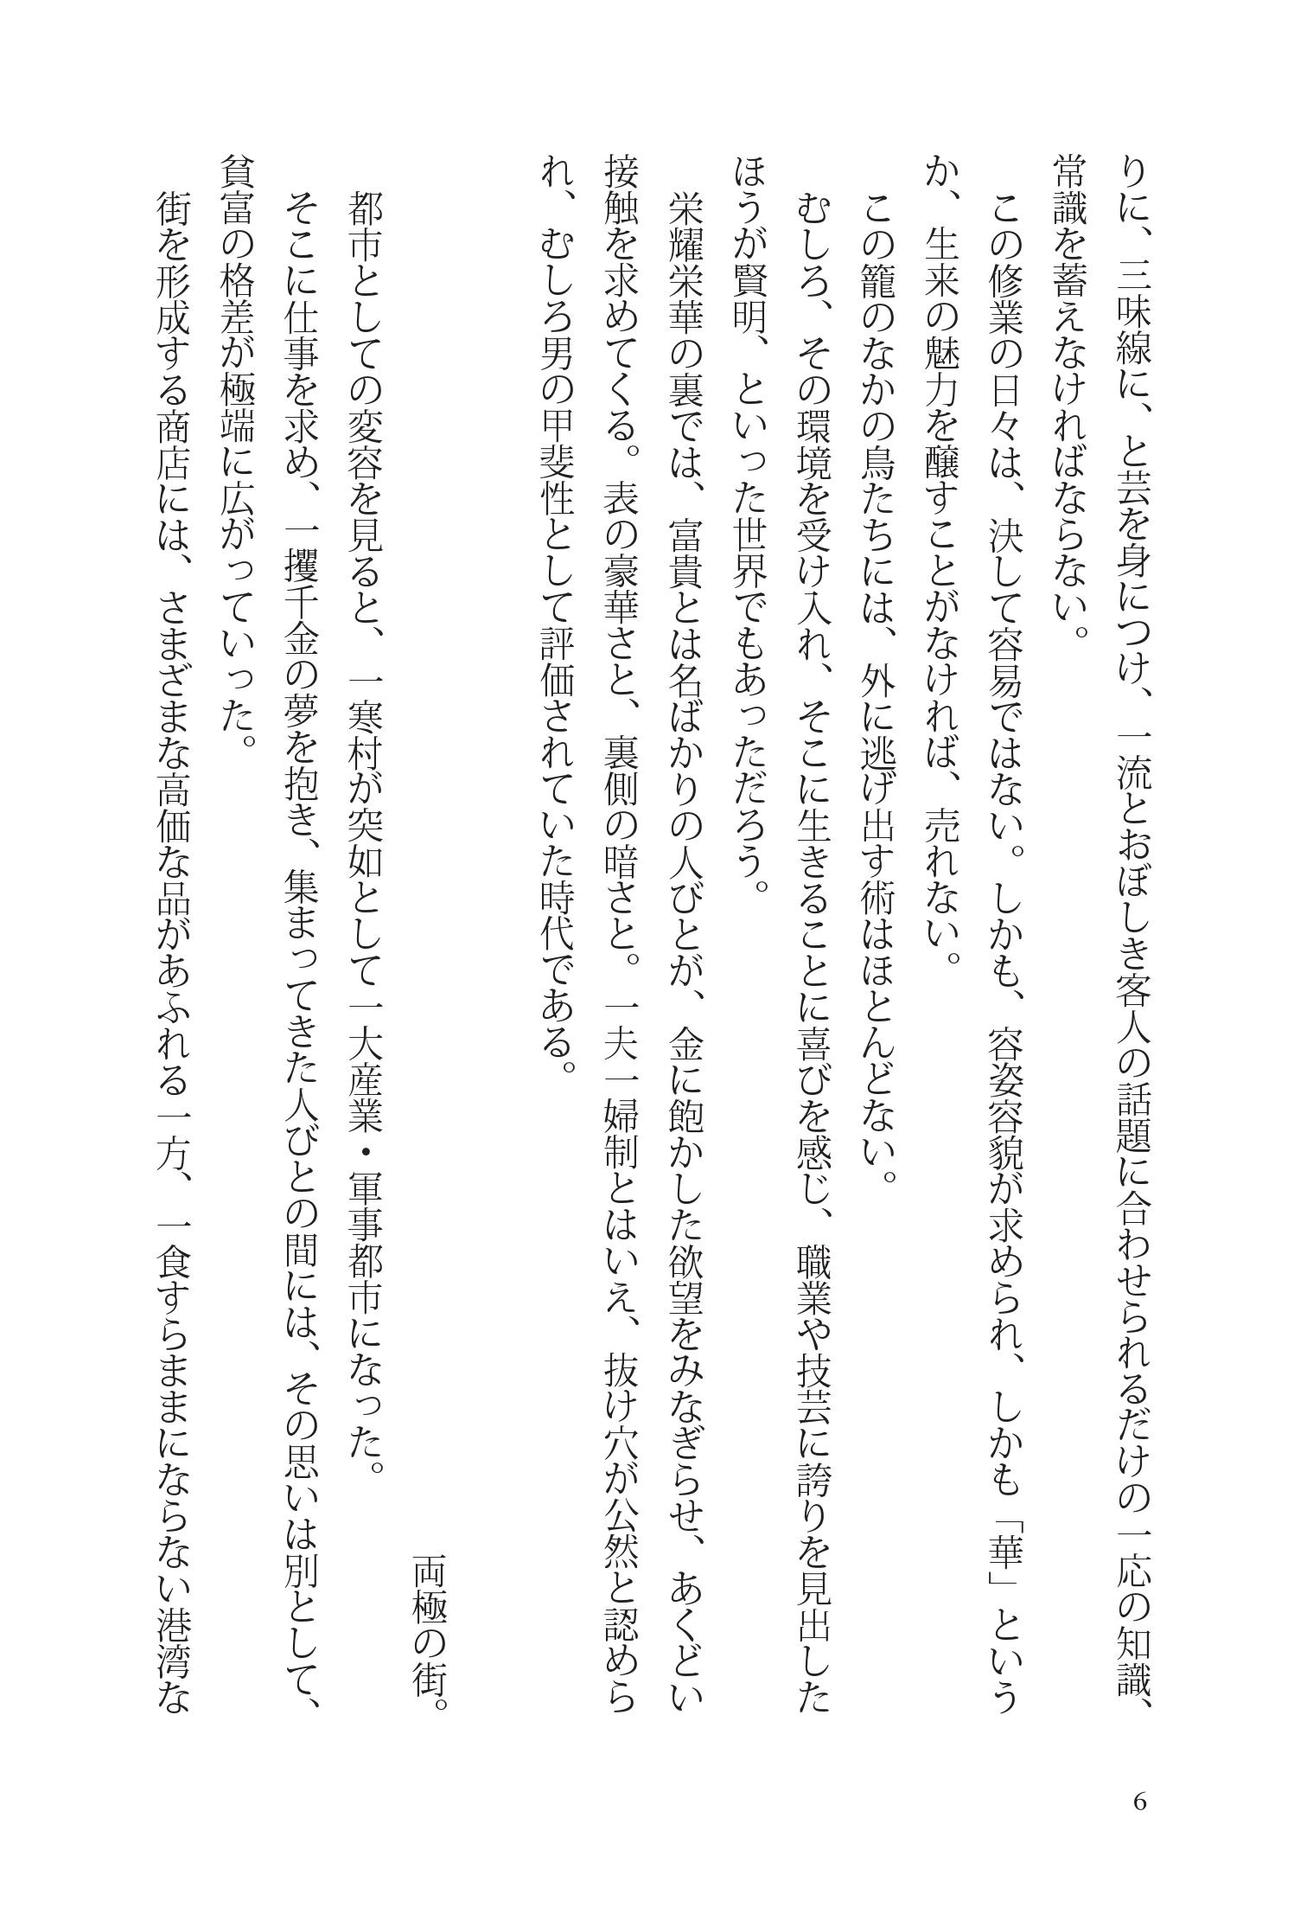 りに、三味線に、と芸を身につけ、一流とおぼしき客人の話題に合わせられるだけの一応の知識、
常識を蓄えなければならない。
この修業の日々は、決して容易ではない。しかも、容姿容貌が求められ、しかも「華」という
か、生来の魅力を醸すことがなければ、売れない。
この籠のなかの鳥たちには、外に逃げ出す術はほとんどない。
むしろ、その環境を受け入れ、そこに生きることに喜びを感じ、職業や技芸に誇りを見出した
ほうが賢明、といった世界でもあっただろう。
栄耀栄華の裏では、富貴とは名ばかりの人びとが、金に飽かした欲望をみなぎらせ、あくどい
接触を求めてくる。表の豪華さと、裏側の暗さと。一夫一婦制とはいえ、抜け穴が公然と認めら
れ、むしろ男の甲斐性として評価されていた時代である。
両極の街。
都市としての変容を見ると、一寒村が突如として一大産業・軍事都市になった。
そこに仕事を求め、一攫千金の夢を抱き、集まってきた人びとの間には、その思いは別として、
貧富の格差が極端に広がっていった。
街を形成する商店には、さまざまな高価な品があふれる一方、一食すらままにならない港湾な
6